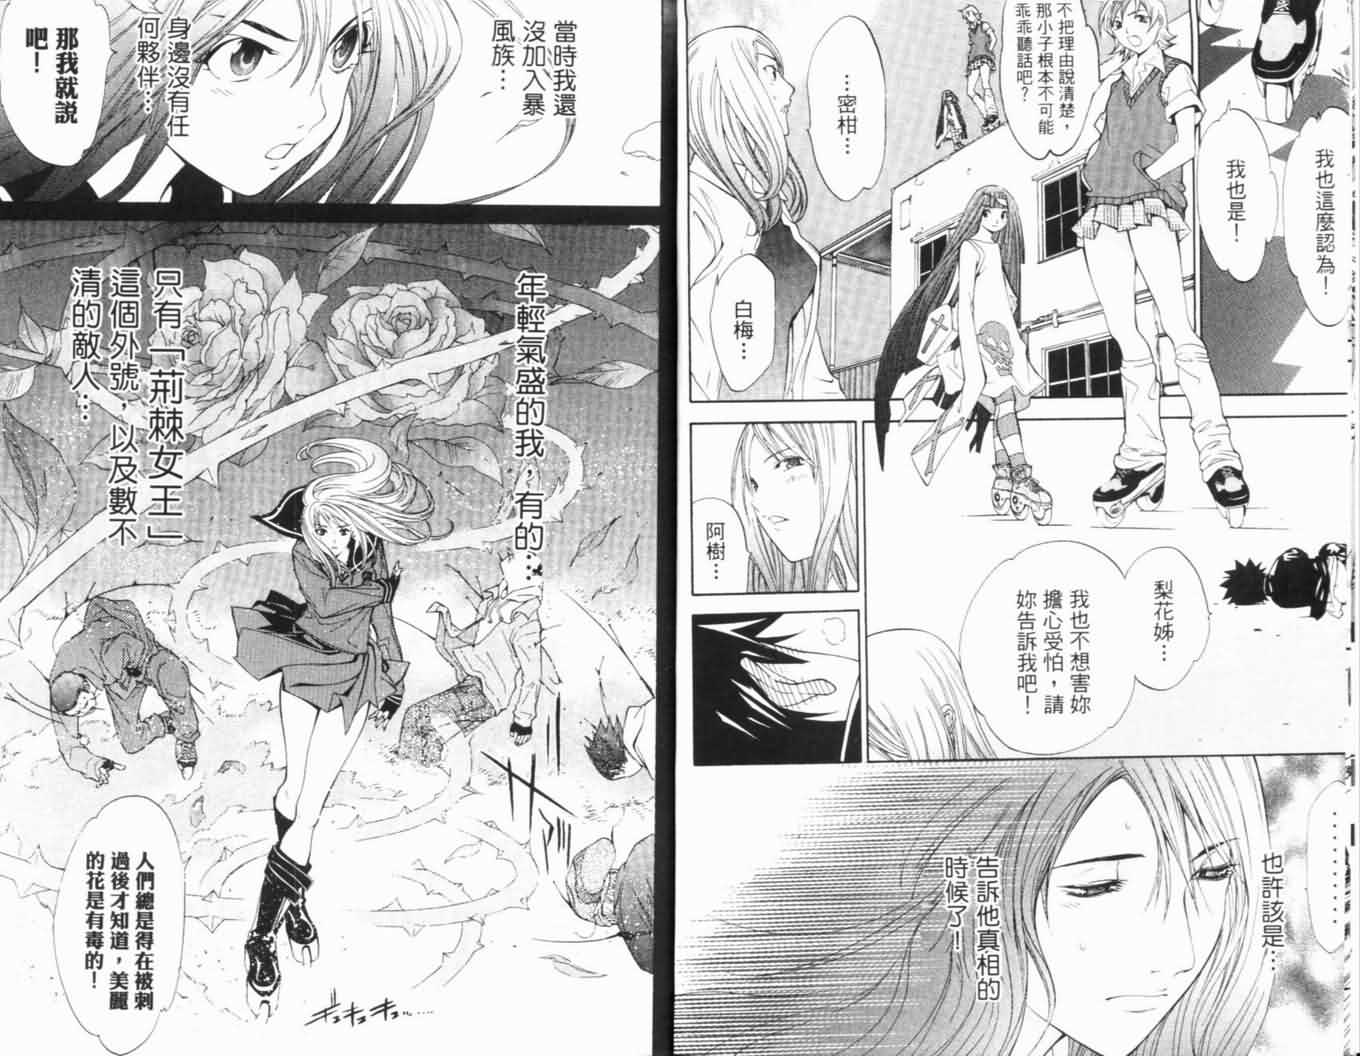 我也這麼認為！
我也是！
不把理由說清楚，
那小子根本不可能
乖乖聽話吧？
…密柑…
白梅…
阿樹…
梨花姊…
我也不想害妳
擔心受怕，請
妳告訴我吧！
………
也許該是…
告訴他真相的
時候了！
當時我還
沒加入暴
風族…
身邊沒有任
何夥伴…
那我就說
吧！
年輕氣盛的我，有的…
只有「荊棘女王」
這個外號，以及數不
清的敵人…
人們總是得在被刺
過後才知道，美麗
的花是有毒的！
ギュキュキュル……